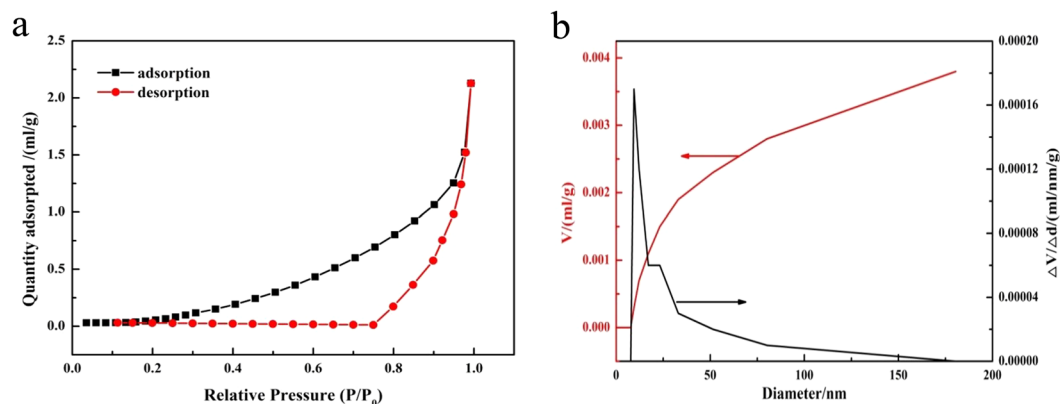 a
2.5
2.0
1.5
1.0
0.5
0.0
Quantity adsorpted /(ml/g)
adsorption
desorption
0.0 0.2 0.4 0.6 0.8 1.0
Relative Pressure (P/P0)
b
0.004
0.003
0.002
0.001
0.000
V/(ml/g)
0.00020
0.00016
0.00012
0.00008
0.00004
0.00000
△V/△d/(ml/nm/g)
0 50 100 150 200
Diameter/nm